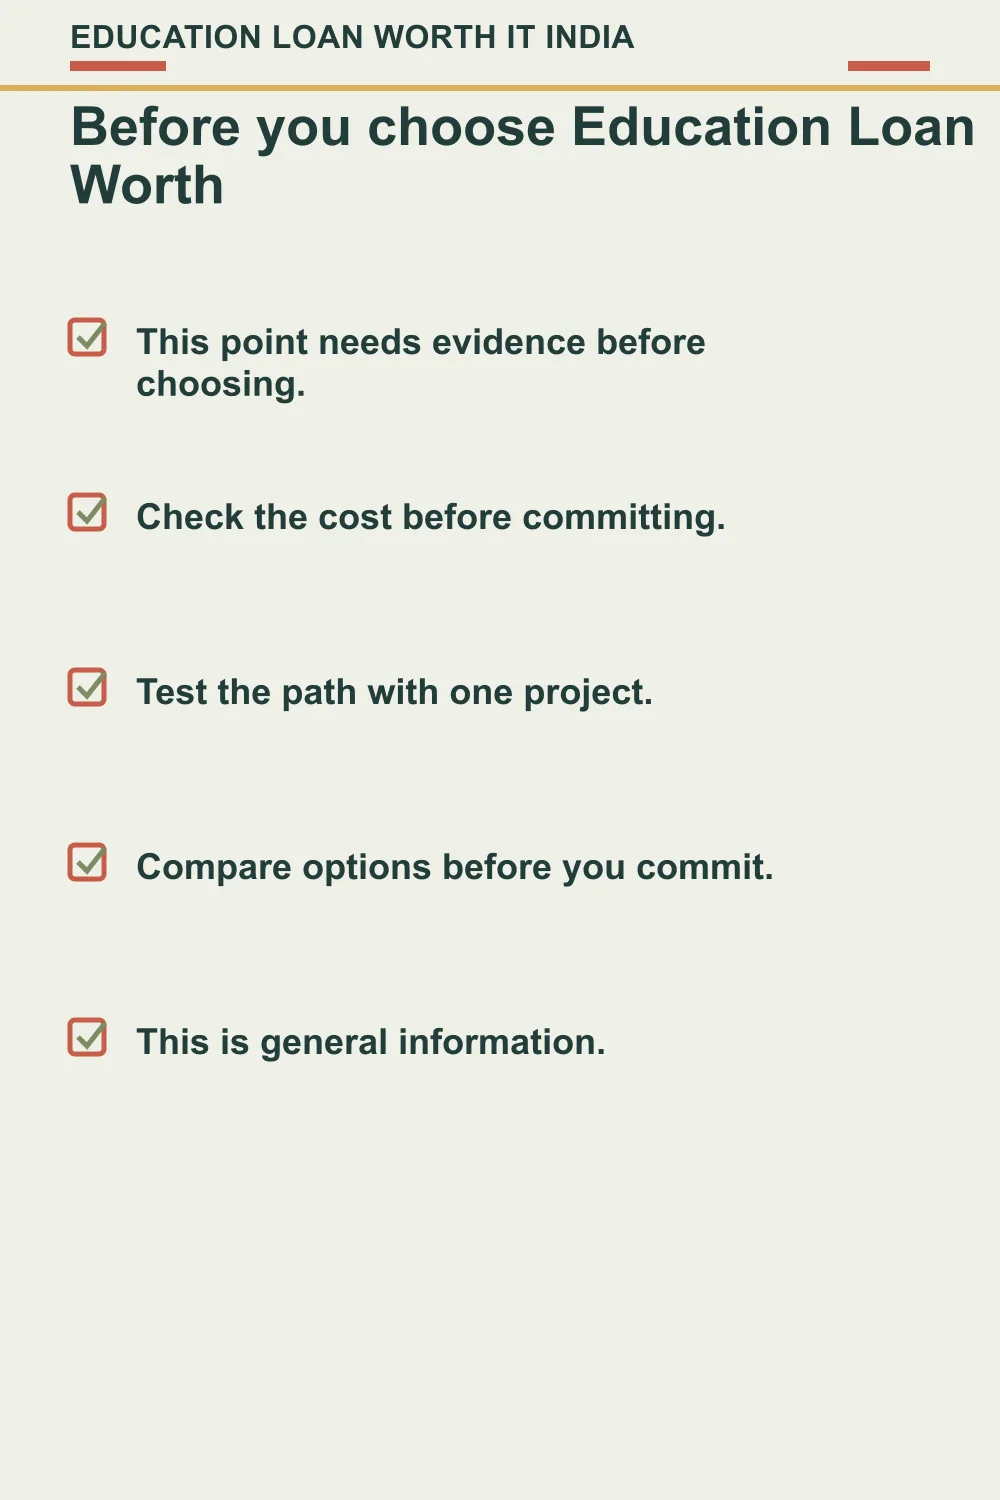 EDUCATION LOAN WORTH IT INDIA
Before you choose Education Loan
Worth
This point needs evidence before
choosing.
Check the cost before committing.
Test the path with one project.
Compare options before you commit.
This is general information.